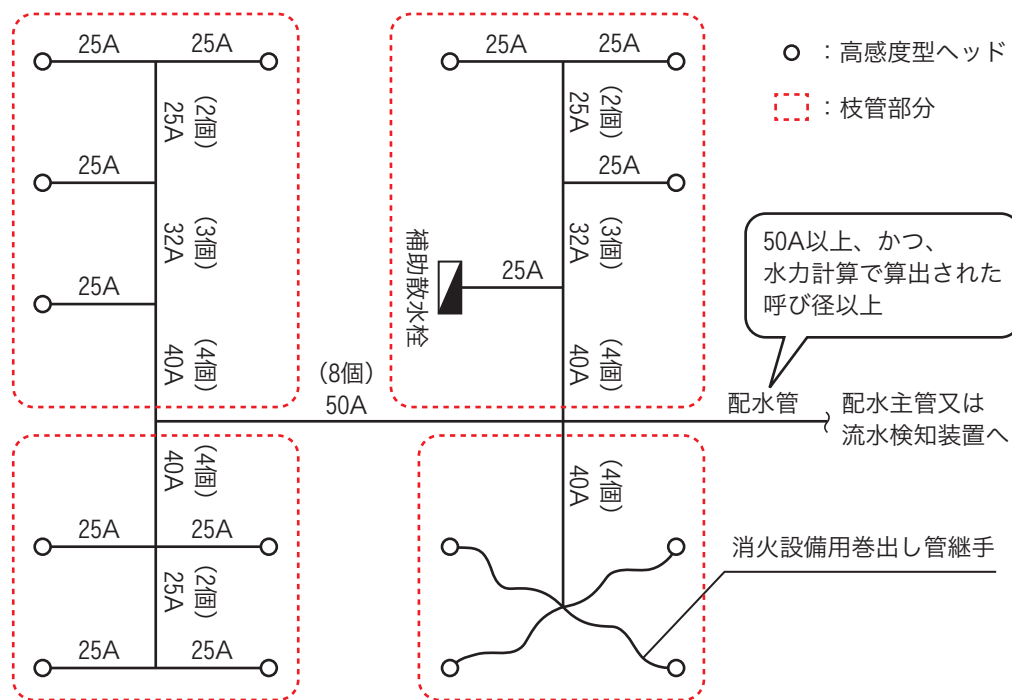 25A
25A
(2個)
25A
25A
(3個)
32A
25A
(4個)
40A
25A
25A
(2個)
25A
25A
(3個)
32A
補助散水栓
25A
(4個)
40A
:高感度型ヘッド
:枝管部分
50A以上、かつ、
水力計算で算出された
呼び径以上
(8個)
50A
配水管
配水主管又は
流水検知装置へ
(4個)
40A
25A
25A
(2個)
25A
25A
25A
(4個)
40A
消火設備用巻出し管継手